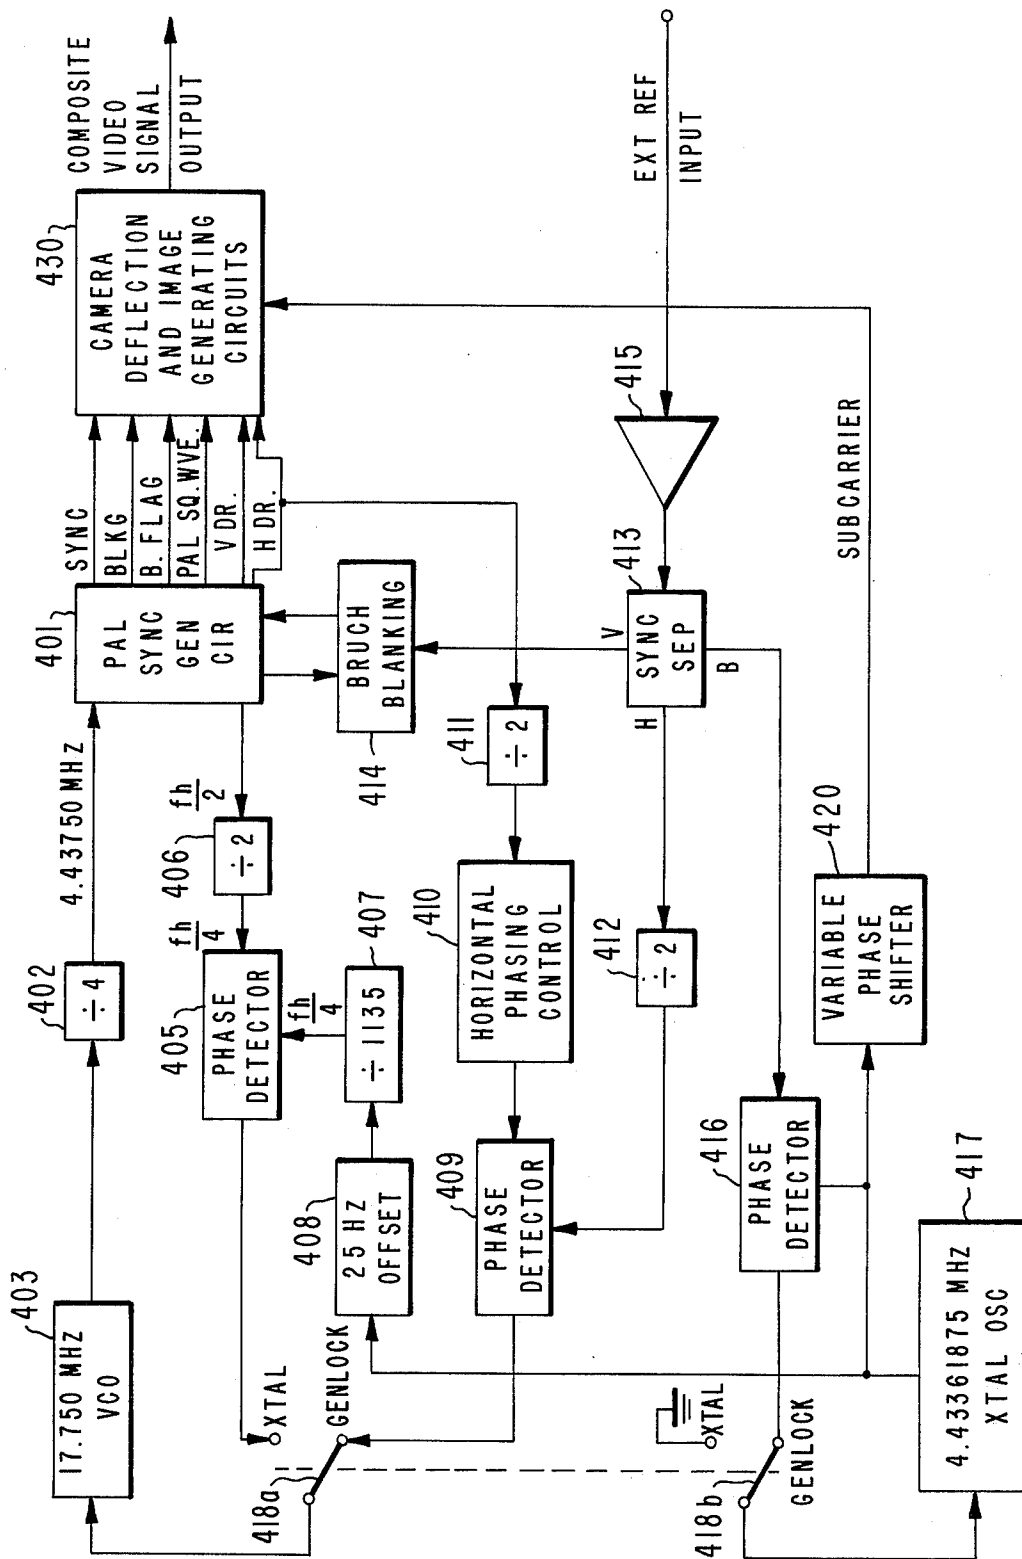 403
17.750 MHZ
VCO
402
÷ 4
4.43750 MHZ
401
PAL
SYNC
GEN
CIR
SYNC
BLKG
B. FLAG
PAL SQ. WVE.
V DR.
H DR.
430
CAMERA
DEFLECTION
AND IMAGE
GENERATING
CIRCUITS
COMPOSITE
VIDEO
SIGNAL
OUTPUT
fh
2
406
÷ 2
fh
4
405
PHASE
DETECTOR
fh
4
407
÷ 1135
408
25 HZ
OFFSET
XTAL
GENLOCK
418a
414
BRUCH
BLANKING
411
÷ 2
410
HORIZONTAL
PHASING
CONTROL
409
PHASE
DETECTOR
412
÷ 2
413
SYNC
SEP
V
H
B
415
EXT REF
INPUT
XTAL
GENLOCK
418b
416
PHASE
DETECTOR
420
VARIABLE
PHASE
SHIFTER
SUBCARRIER
417
4.43361875 MHZ
XTAL OSC